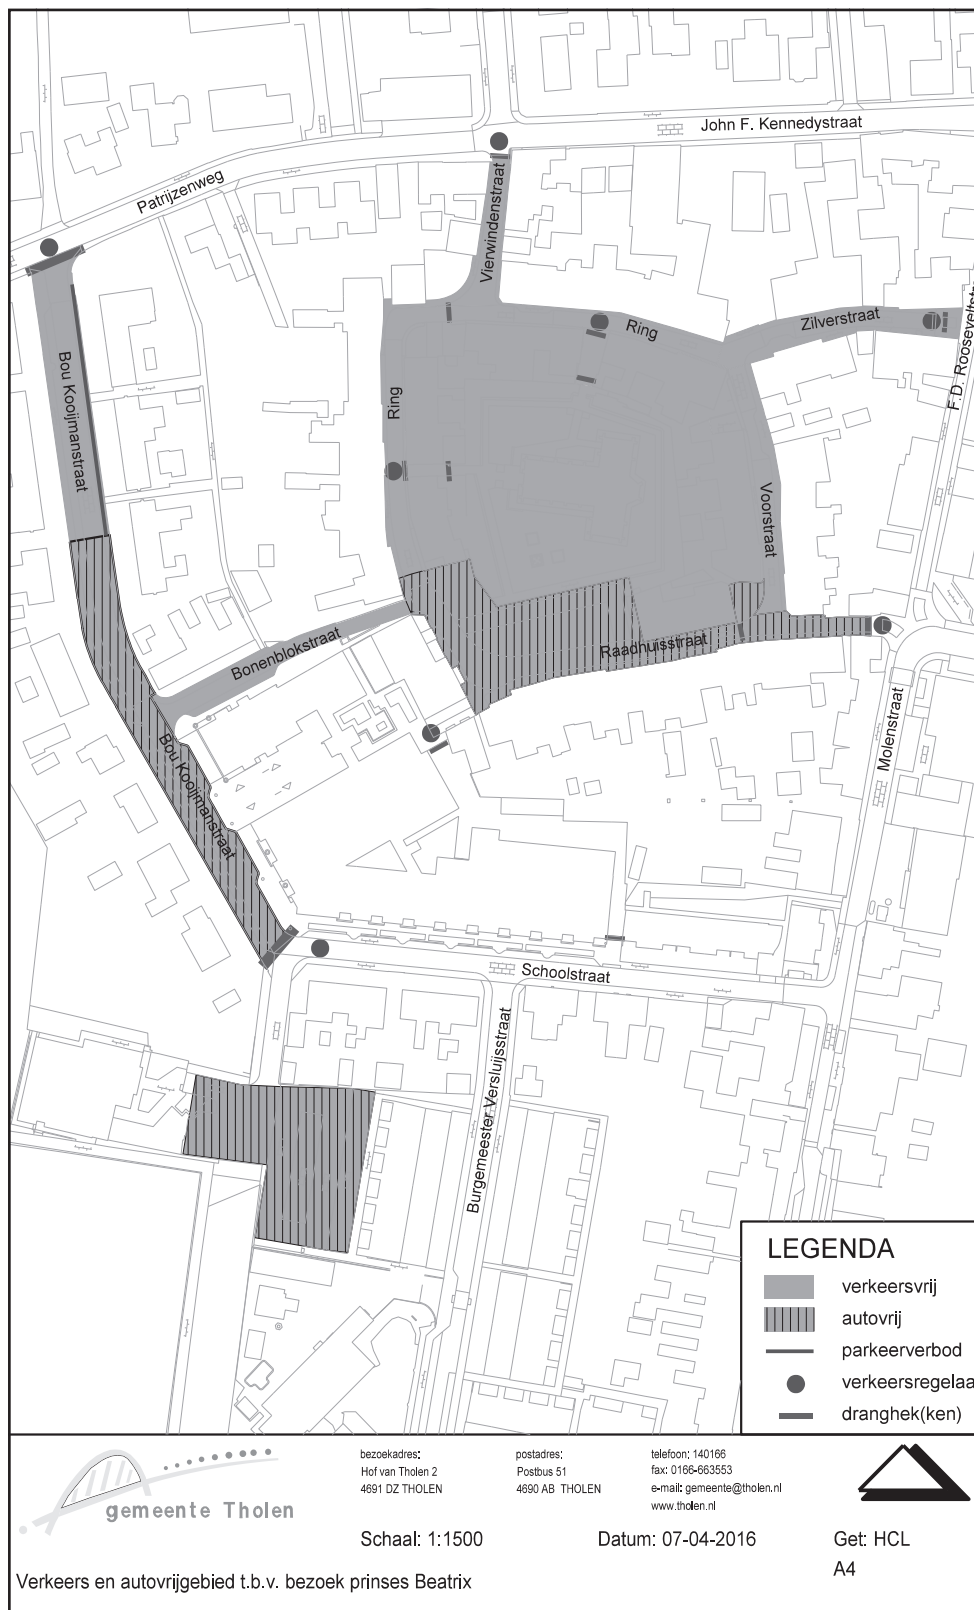 John F. Kennedystraat
Patrijzenweg
Vierwindenstraat
Ring
Zilverstraat
F.D. Rooseveltstr
Bou Kooijmanstraat
Ring
Voorstraat
Bonenblokstraat
Raadhuisstraat
Molenstraat
Bou Kooijmanstraat
Schoolstraat
Burgemeester Versluijsstraat
LEGENDA
verkeersvrij
autovrij
parkeerverbod
verkeersregelaa
dranghek(ken)
gemeente Tholen
bezoekadres:
Hof van Tholen 2
4691 DZ THOLEN
postadres:
Postbus 51
4690 AB THOLEN
telefoon: 140166
fax: 0166-663553
e-mail: gemeente@tholen.nl
www.tholen.nl
Schaal: 1:1500
Datum: 07-04-2016
Get: HCL
A4
Verkeers en autovrijgebied t.b.v. bezoek prinses Beatrix